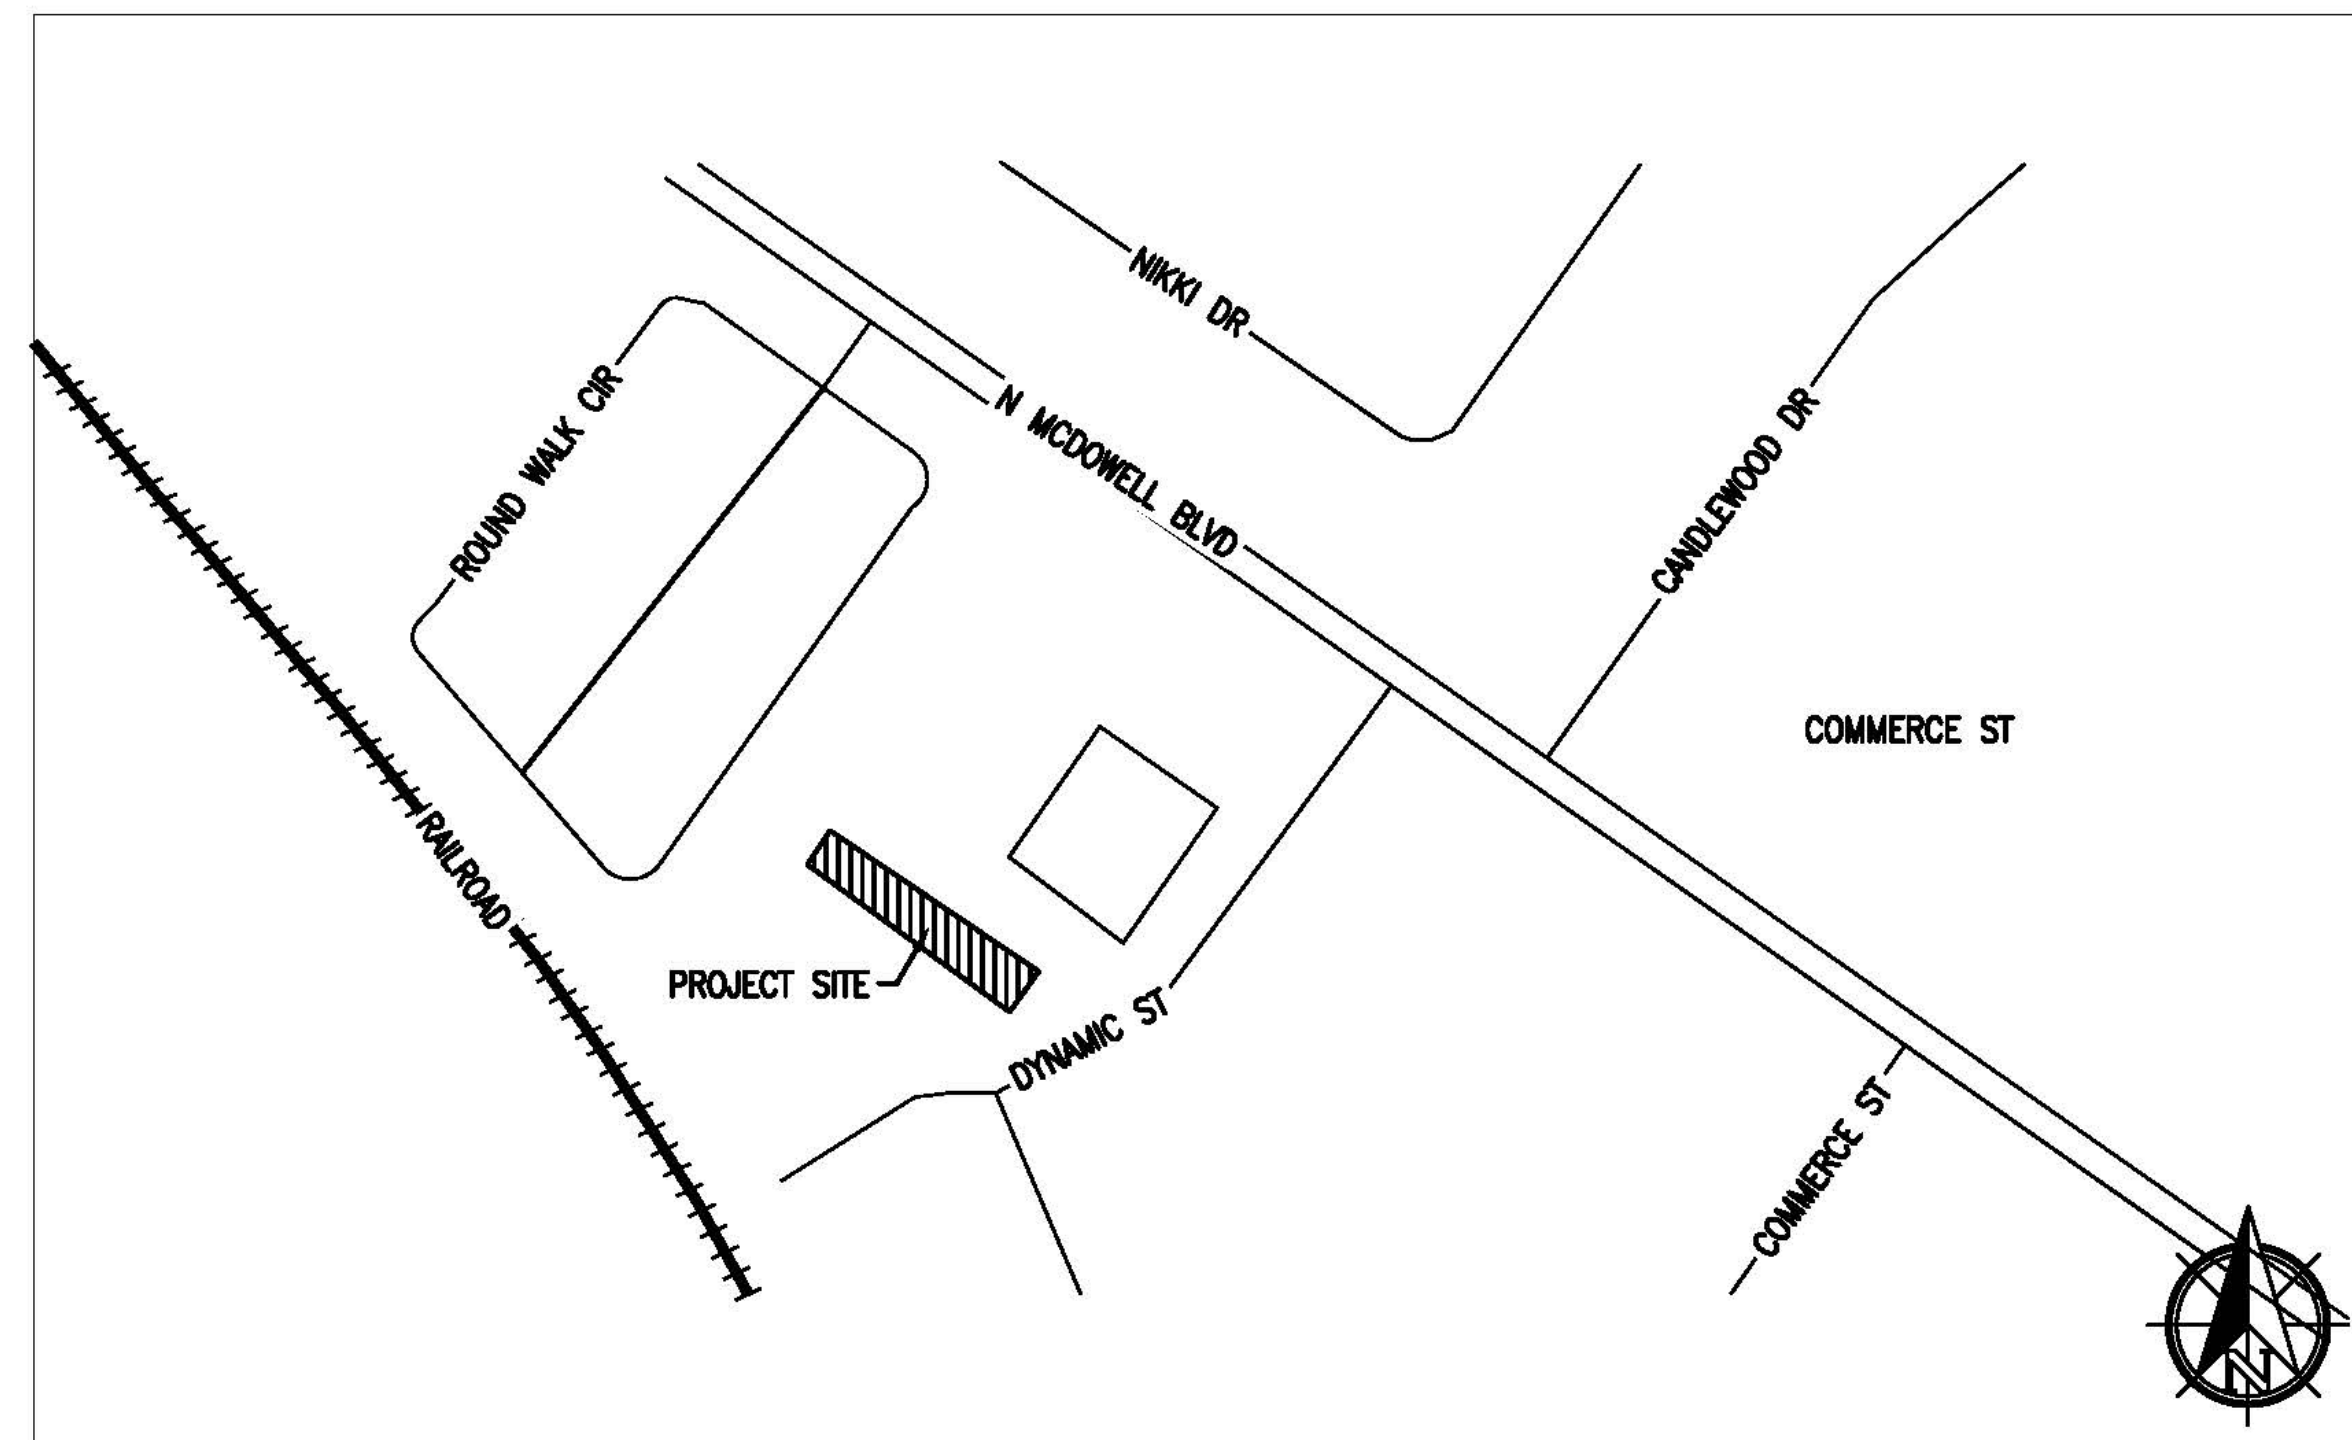 NIKKI DR
ROUND WALK CIR
N MCDOWELL BLVD
CANDLEWOOD DR
COMMERCE ST
RAILROAD
PROJECT SITE
DYNAMIC ST
COMMERCE ST
N